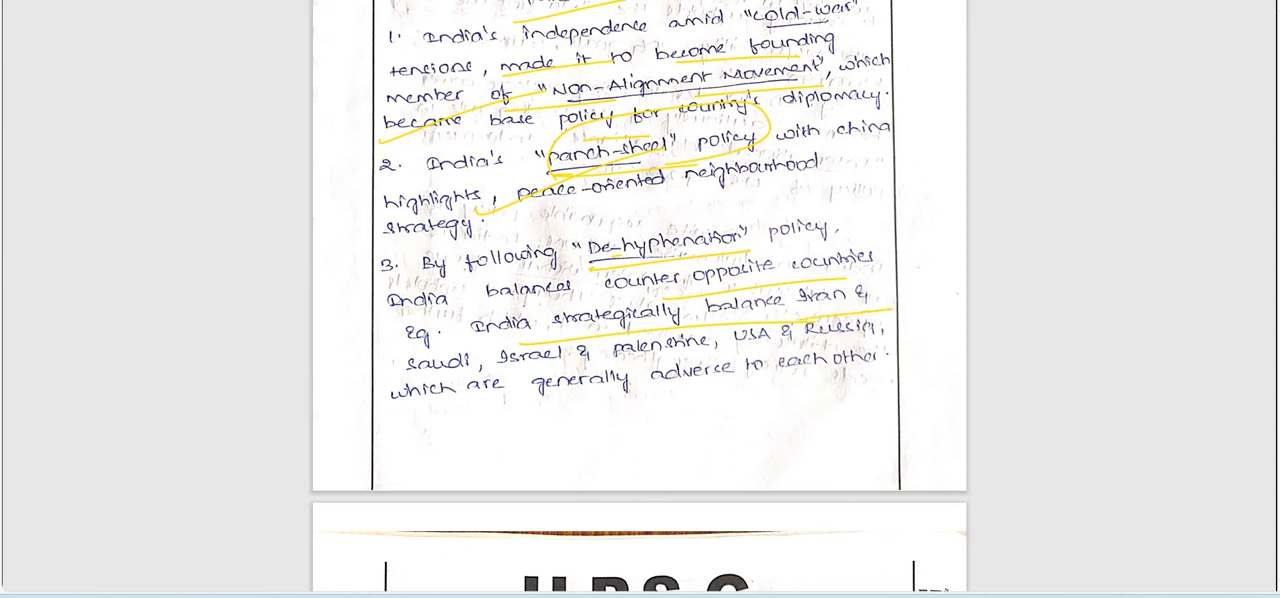 1. India's independence amid "cold-war"
tensions, made it to become founding
member of "Non-Alignment Movement", which
became base policy for country's diplomacy.
2. India's "panch-sheel" policy with china
highlights, peace-oriented neighbourhood
strategy.
3. By following "De-hyphenation" policy,
India balances counter opposite countries
Eg. India strategically balance Iran &
Saudi, Israel & palenstine, USA & Russia,
which are generally adverse to each other.